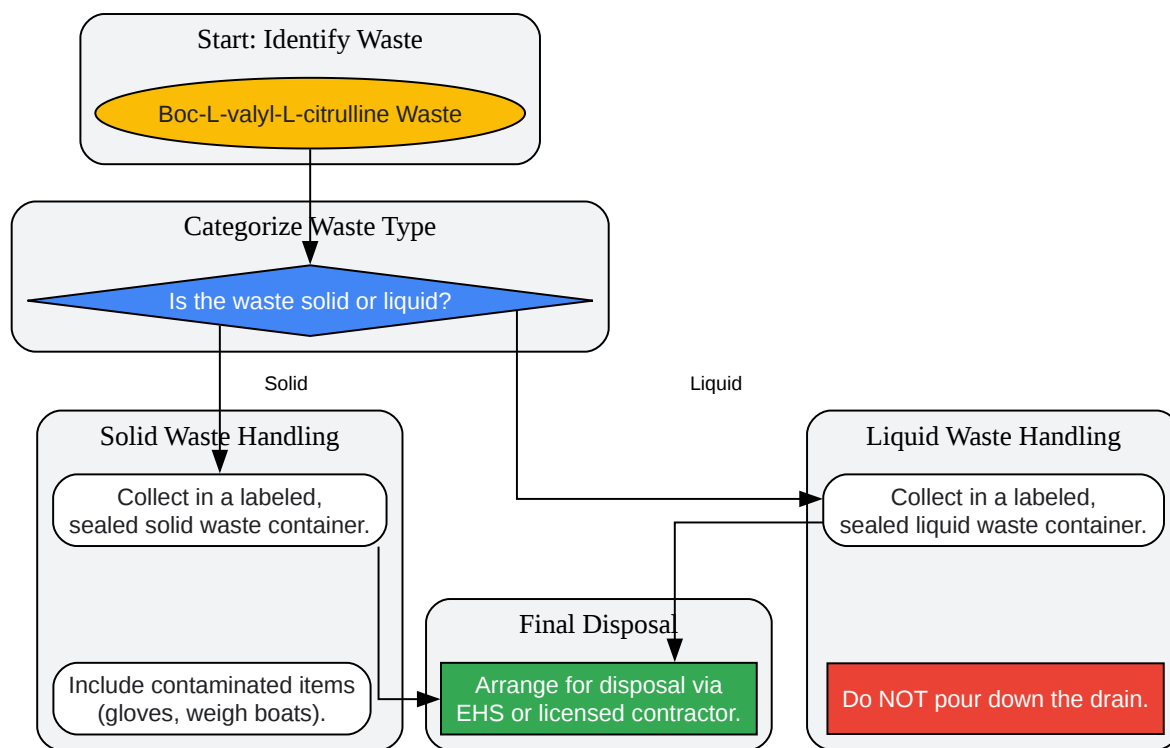 Start: Identify Waste
Boc-L-valyl-L-citrulline Waste
Categorize Waste Type
Is the waste solid or liquid?
Solid
Liquid
Solid Waste Handling
Collect in a labeled,
sealed solid waste container.
Include contaminated items
(gloves, weigh boats).
Liquid Waste Handling
Collect in a labeled,
sealed liquid waste container.
Do NOT pour down the drain.
Final Disposal
Arrange for disposal via
EHS or licensed contractor.